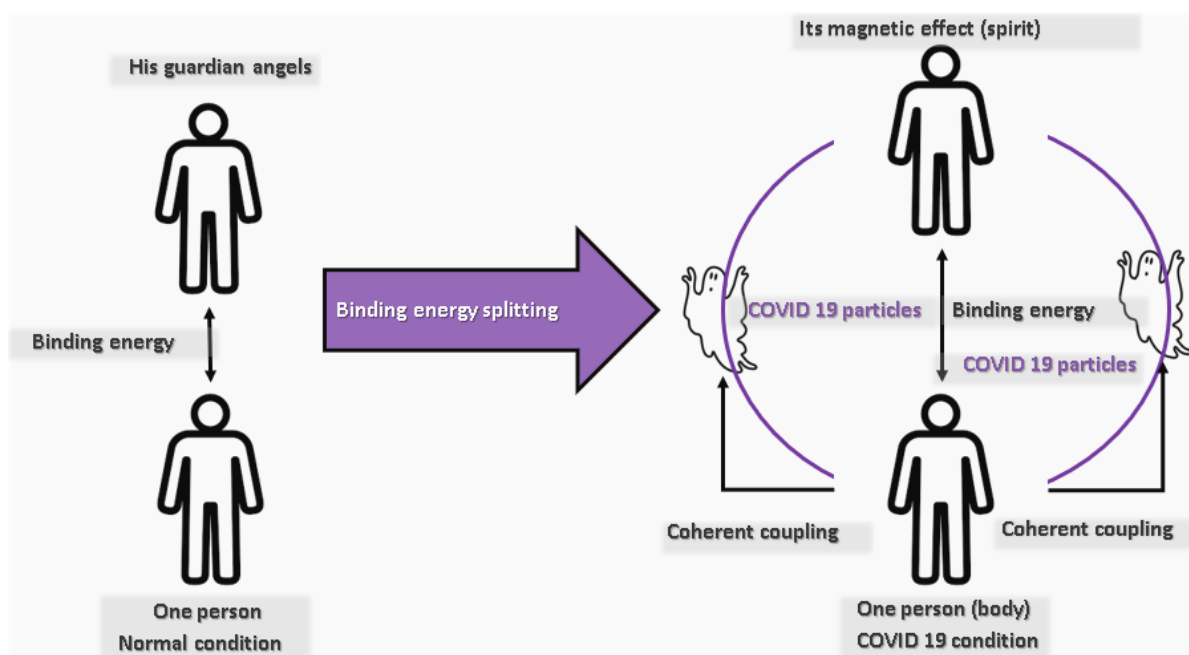 His guardian angels
Binding energy
One person
Normal condition
Binding energy splitting
Its magnetic effect (spirit)
COVID 19 particles
Binding energy
COVID 19 particles
Coherent coupling
Coherent coupling
One person (body)
COVID 19 condition